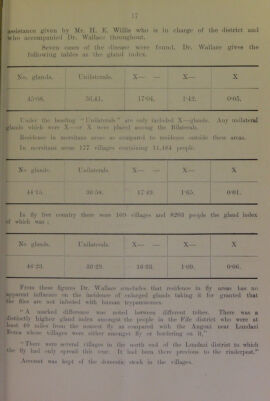 17
assistance given by Mr. H. E. Willis who is in charge of the district and
who accompanied Dr. Wallace throughout.
Seven cases of the disease were found. Dr. Wallace gives the
following tables as the gland index.
No. glands. Unilaterals. X— — X— X
45·08. 36.41. 17·04. 1·42. 0·05.
Under the heading "Unilaterals" are only included X—glands. Any unilateral
glands which were X—or X were placed among the Bilaterals.
Residence in morsitans areas as compared to residence outside these areas.
In morsitans areas 177 villages containing 11,484 people.
No. glands. Unilaterals. X— — X— X
44·15. 36·58. 17·49. 1·65. 0·01.
In fly free country there were 169 villages and 8263 people the gland index
of which was:
No. glands. Unilaterals. X— — X— X
46·23. 36·29. 16·33. 1·09. 0·06.
From these figures Dr. Wallace concludes that residence in fly areas has no
apparent influence on the incidence of enlarged glands taking it for granted that
the flies are not infected with human trypanosomes.
"A marked difference was noted between different tribes. There was a
distinctly higher gland index amongst the people in the Fife district who were at
least 40 miles from the nearest fly as compared with the Angoni near Lundazi
Boma whose villages were either amongst fly or bordering on it."
"There were several villages in the north end of the Lundazi district to which
the fly had only spread this year. It had been there previous to the rinderpest."
Account was kept of the domestic stock in the villages.